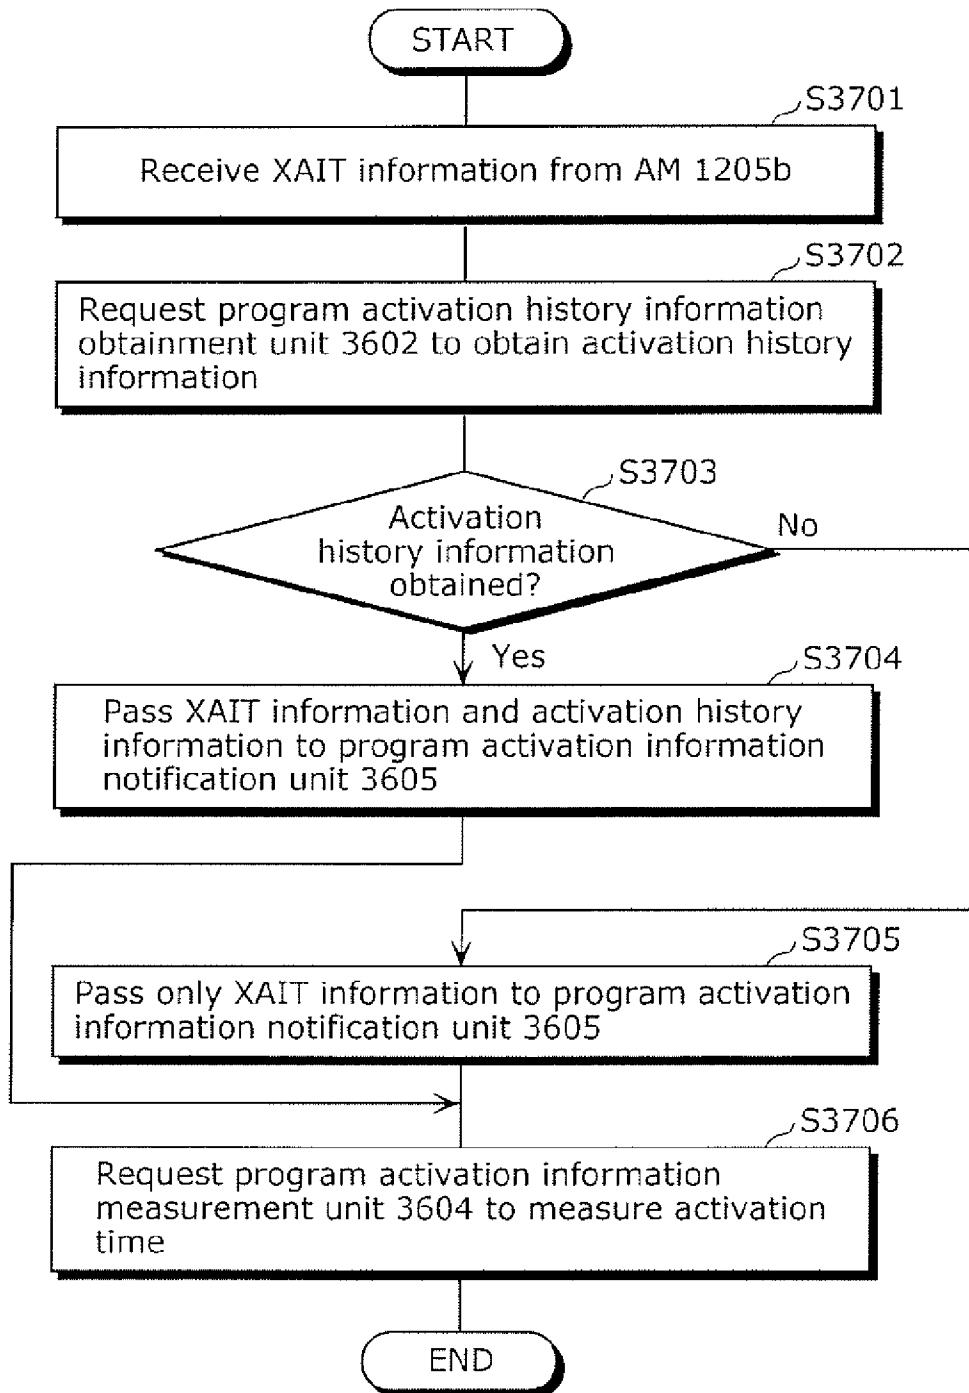 START
S3701
Receive XAIT information from AM 1205b
S3702
Request program activation history information
obtainment unit 3602 to obtain activation history
information
S3703
Activation
history information
obtained?
No
Yes
S3704
Pass XAIT information and activation history
information to program activation information
notification unit 3605
S3705
Pass only XAIT information to program activation
information notification unit 3605
S3706
Request program activation information
measurement unit 3604 to measure activation
time
END